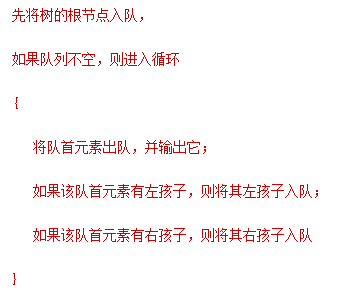 先将树的根节点入队，
如果队列不空，则进入循环
{
将队首元素出队，并输出它；
如果该队首元素有左孩子，则将其左孩子入队；
如果该队首元素有右孩子，则将其右孩子入队
}